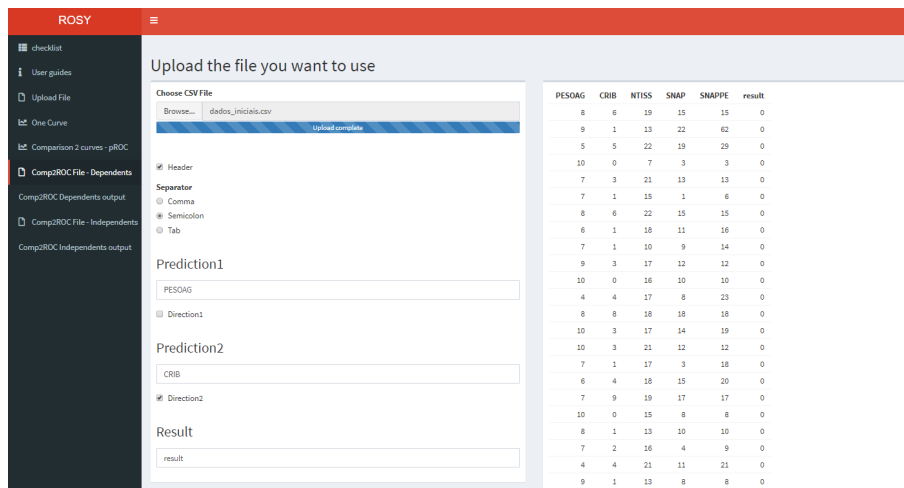 ROSY
checklist
User guides
Upload File
One Curve
Comparison 2 curves - pROC
Comp2ROC File - Dependents
Comp2ROC Dependents output
Comp2ROC File - Independents
Comp2ROC Independents output
Upload the file you want to use
Choose CSV File
Browse... dados_iniciais.csv
Upload complete
Header
Separator
Comma
Semicolon
Tab
Prediction1
PESOAG
Direction1
Prediction2
CRIB
Direction2
Result
result
PESOAG CRIB NTISS SNAP SNAPPE result
8 6 19 15 15 0
9 1 13 22 62 0
5 5 22 19 29 0
10 0 7 3 3 0
7 3 21 13 13 0
7 1 15 1 6 0
8 6 22 15 15 0
6 1 18 11 16 0
7 1 10 9 14 0
9 3 17 12 12 0
10 0 16 10 10 0
4 4 17 8 23 0
8 8 18 18 18 0
10 3 17 14 19 0
10 3 21 12 12 0
7 1 17 3 18 0
6 4 18 15 20 0
7 9 19 17 17 0
10 0 15 8 8 0
8 1 13 10 10 0
7 2 16 4 9 0
4 4 21 11 21 0
9 1 13 8 8 0